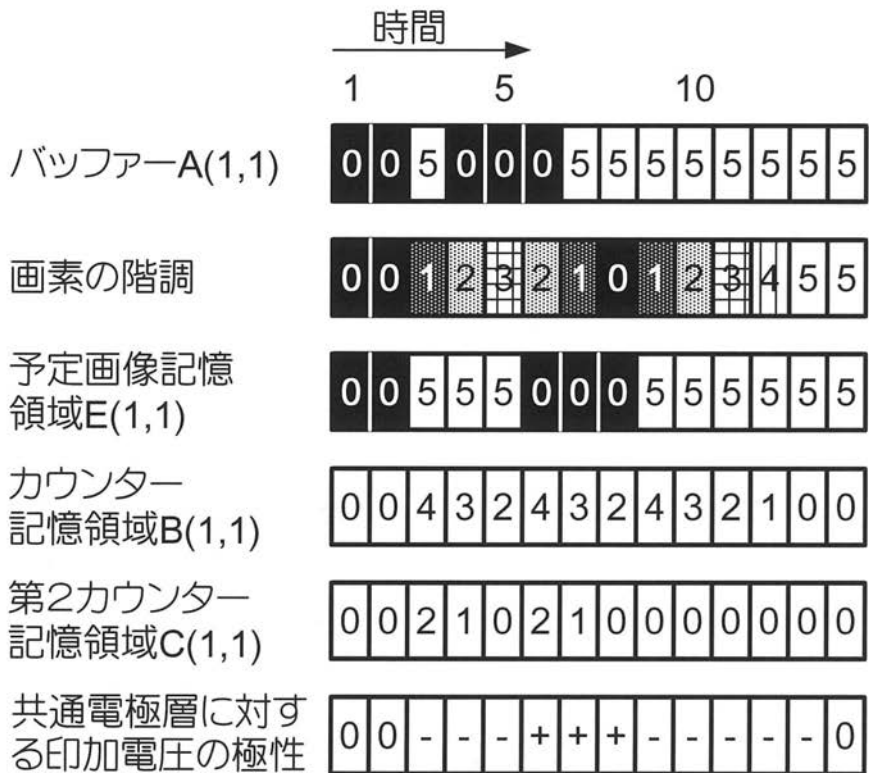 時間
1 5 10
バッファーA(1,1)
0 0 5 0 0 0 5 5 5 5 5 5 5 5
画素の階調
0 0 1 2 3 2 1 0 1 2 3 4 5 5
予定画像記憶
領域E(1,1)
0 0 5 5 5 0 0 0 5 5 5 5 5 5
カウンター
記憶領域B(1,1)
0 0 4 3 2 4 3 2 4 3 2 1 0 0
第2カウンター
記憶領域C(1,1)
0 0 2 1 0 2 1 0 0 0 0 0 0 0
共通電極層に対す
る印加電圧の極性
0 0 - - - + + + - - - - - 0